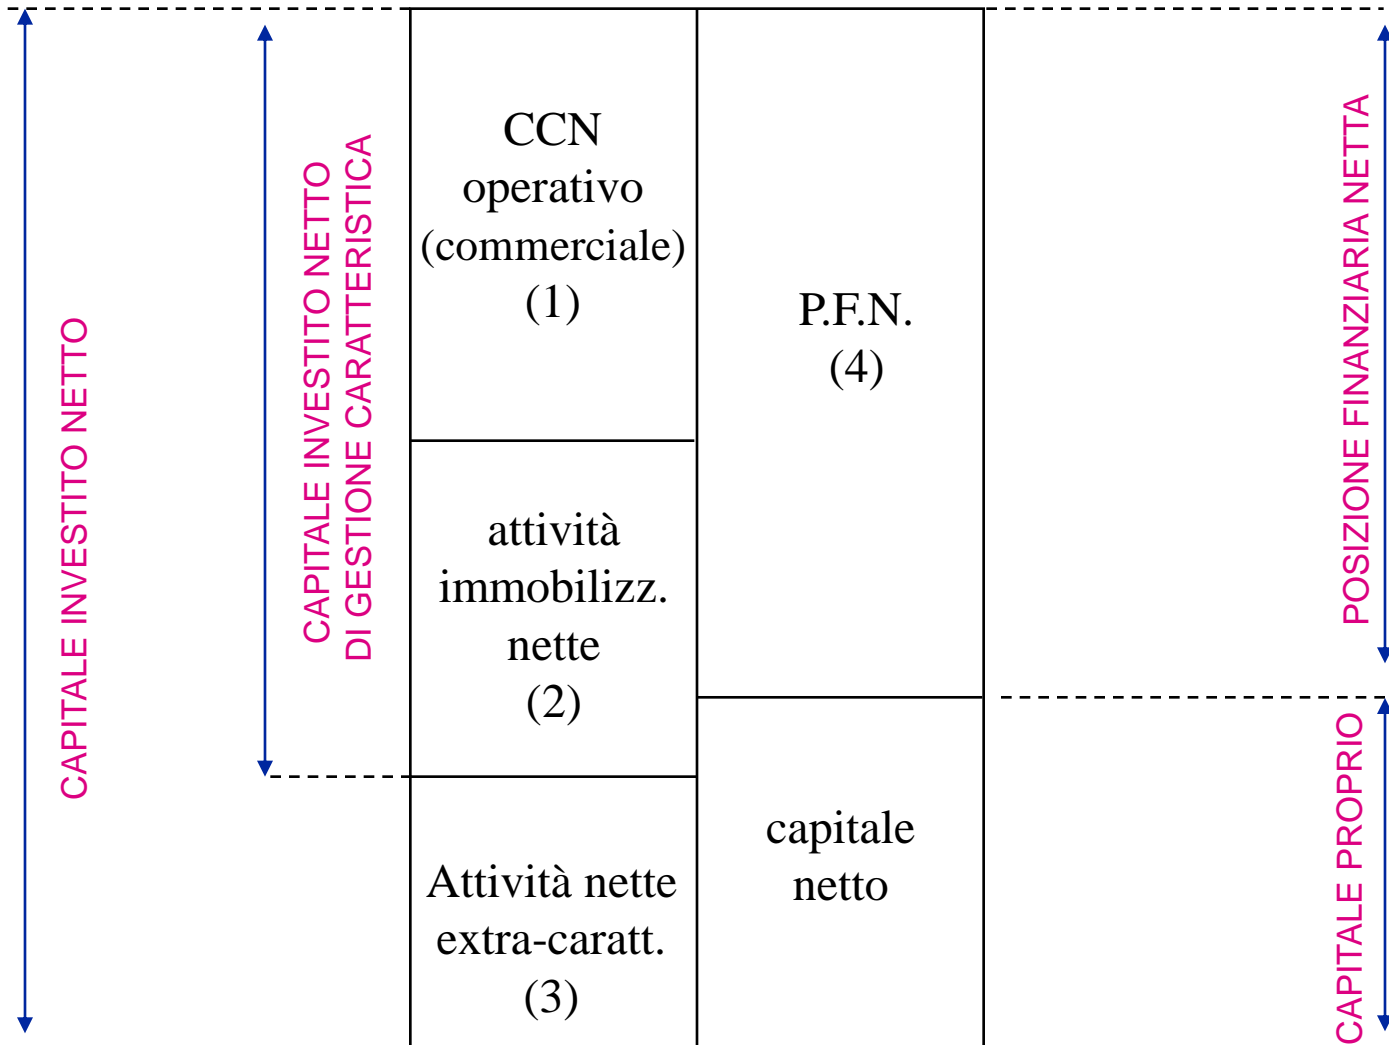 CAPITALE INVESTITO NETTO
CAPITALE INVESTITO NETTO
DI GESTIONE CARATTERISTICA
CCN
operativo
(commerciale)
(1)
attività
immobilizz.
nette
(2)
Attività nette
extra-caratt.
(3)
P.F.N.
(4)
capitale
netto
POSIZIONE FINANZIARIA NETTA
CAPITALE PROPRIO